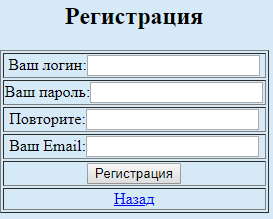 Регистрация
Ваш логин:
Ваш пароль:
Повторите:
Ваш Email:
Регистрация
Назад